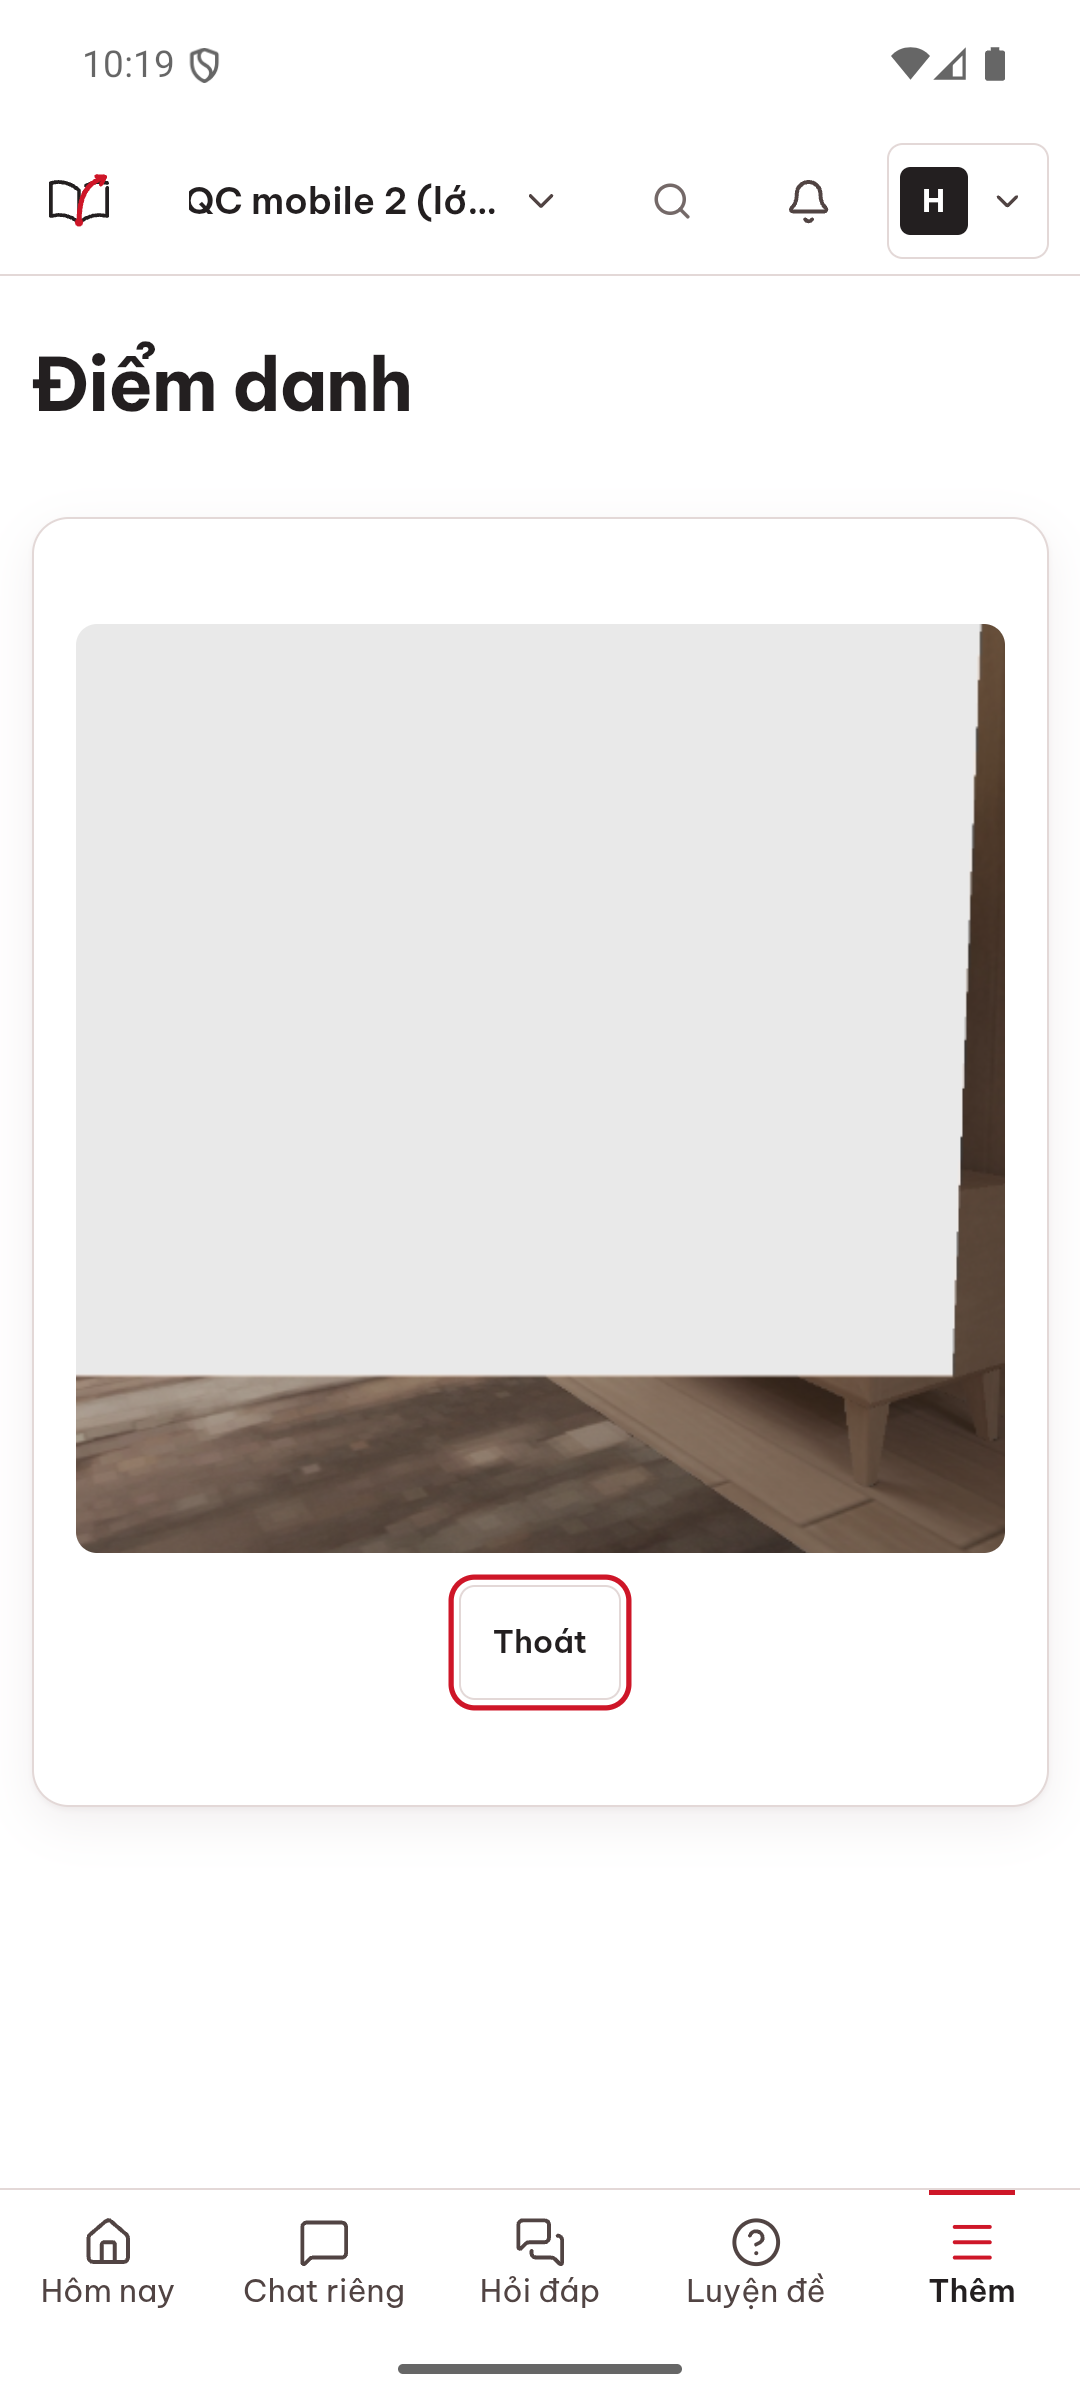 10:19
QC mobile 2 (lớ...
H
Điểm danh
Thoát
Hôm nay
Chat riêng
Hỏi đáp
Luyện đề
Thêm